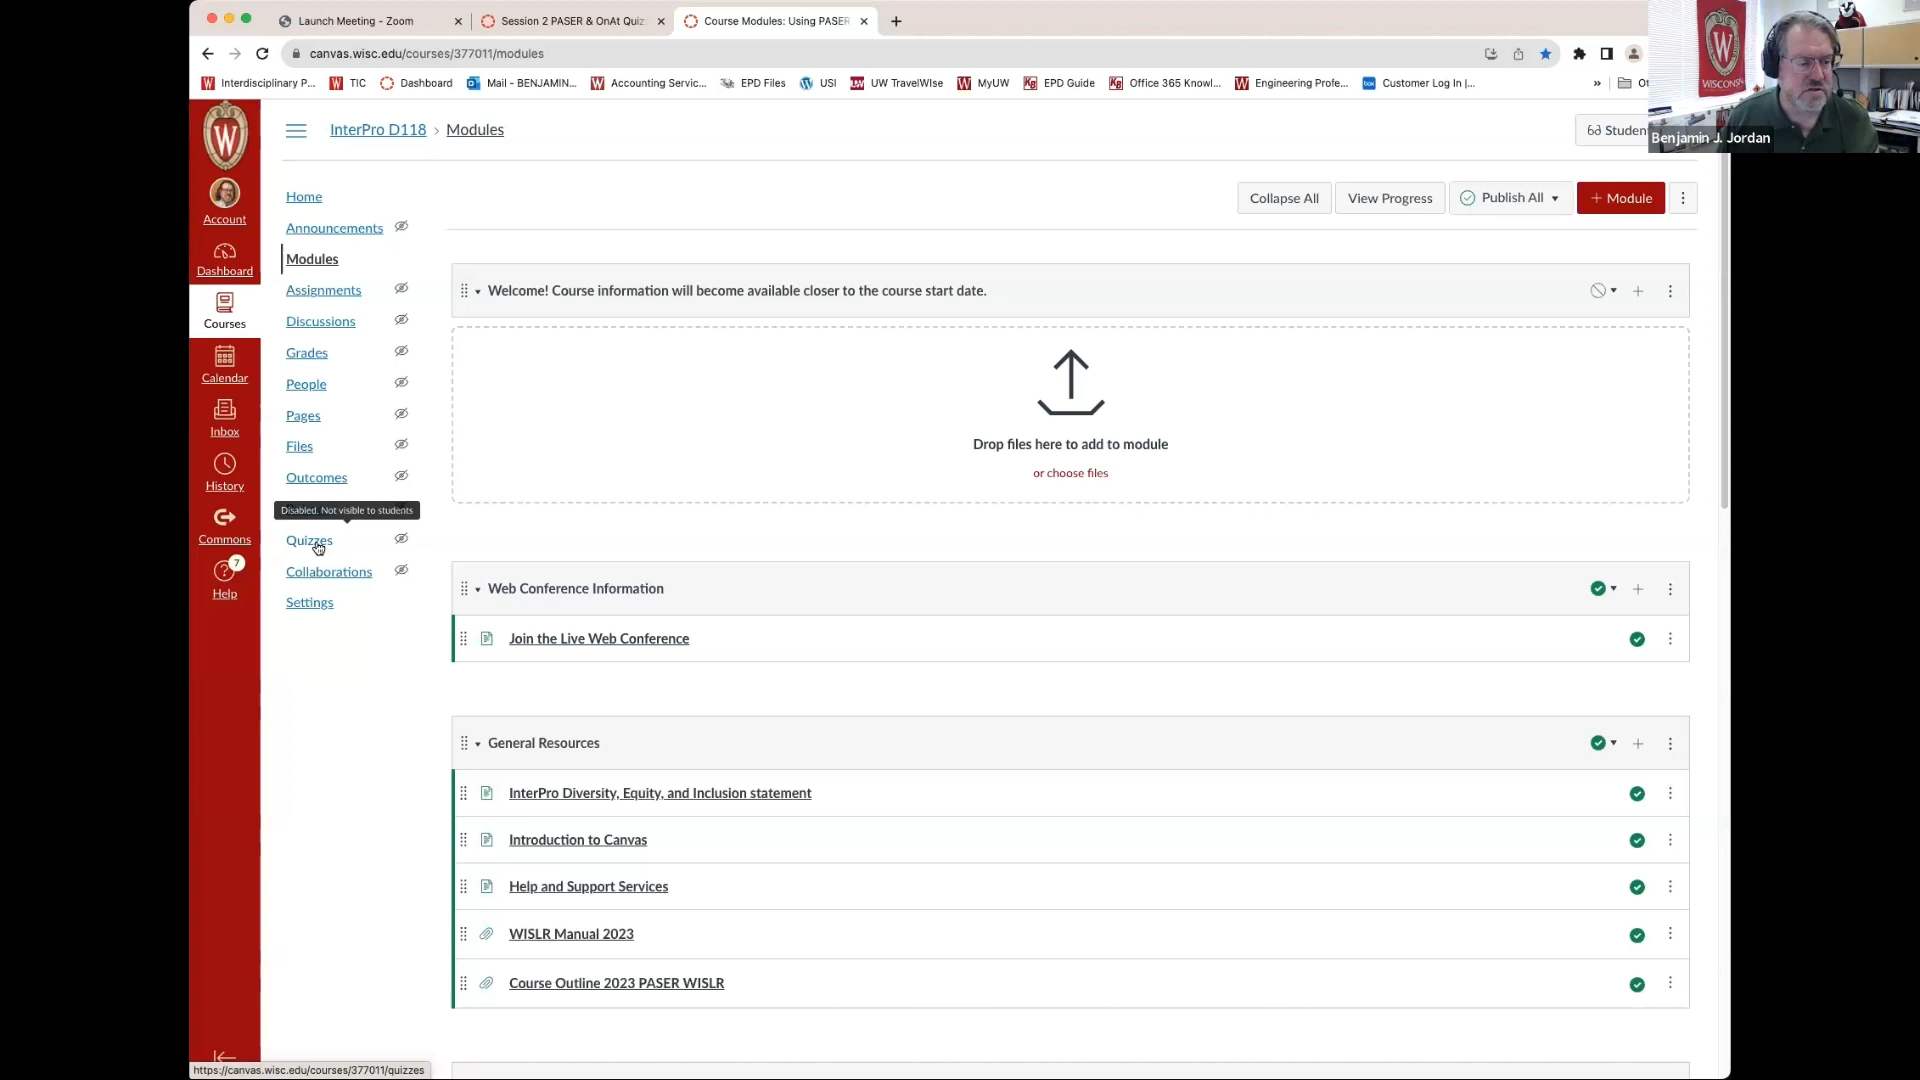 Launch Meeting - Zoom
Session 2 PASER & OnAt Quiz
Course Modules: Using PASER
canvas.wisc.edu/courses/377011/modules
Interdisciplinary P...
TIC
Dashboard
Mail - BENJAMIN...
Accounting Servic...
EPD Files
USI
UW TravelWIse
MyUW
EPD Guide
Office 365 Knowl...
Engineering Profe...
Customer Log In |...
»
WISCONSIN
Benjamin J. Jordan
InterPro D118 › Modules
Studen
Account
Dashboard
Courses
Calendar
Inbox
History
Commons
7
Help
Home
Announcements
Modules
Assignments
Discussions
Grades
People
Pages
Files
Outcomes
Disabled. Not visible to students
Quizzes
Collaborations
Settings
Collapse All
View Progress
Publish All
+ Module
Welcome! Course information will become available closer to the course start date.
Drop files here to add to module
or choose files
Web Conference Information
Join the Live Web Conference
General Resources
InterPro Diversity, Equity, and Inclusion statement
Introduction to Canvas
Help and Support Services
WISLR Manual 2023
Course Outline 2023 PASER WISLR
https://canvas.wisc.edu/courses/377011/quizzes